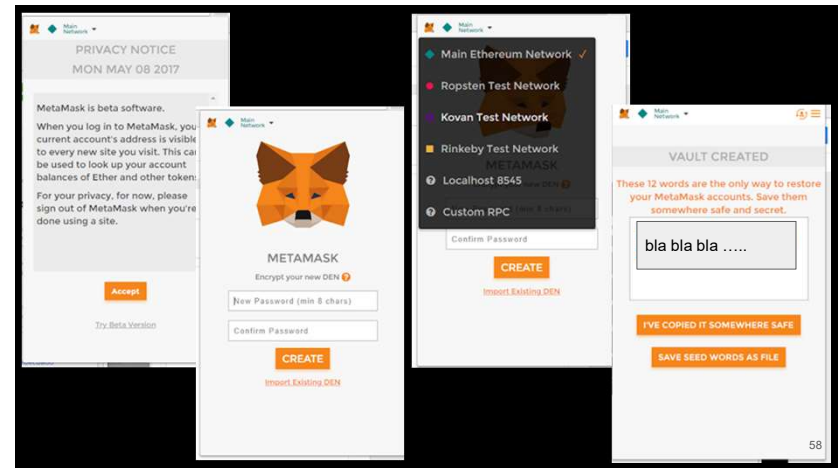 Main
Network
PRIVACY NOTICE
MON MAY 08 2017
MetaMask is beta software.
When you log in to MetaMask, you
current account's address is visible
to every new site you visit. This can
be used to look up your account
balances of Ether and other tokens
For your privacy, for now, please
sign out of MetaMask when you're
done using a site.
Accept
Try Beta Version
Main
Network
METAMASK
Encrypt your new DEN ?
New Password (min 8 chars)
Confirm Password
CREATE
Import Existing DEN
Main
Network
Main Ethereum Network ✓
Ropsten Test Network
Kovan Test Network
Rinkeby Test Network
? Localhost 8545
? Custom RPC
METAMASK
Confirm Password
CREATE
Import Existing DEN
Main
Network
VAULT CREATED
These 12 words are the only way to restore
your MetaMask accounts. Save them
somewhere safe and secret.
bla bla bla .....
I'VE COPIED IT SOMEWHERE SAFE
SAVE SEED WORDS AS FILE
58